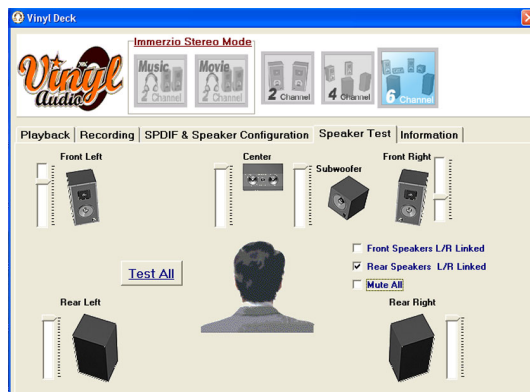 Vinyl Deck
Immerzio Stereo Mode
Vinyl
Audio
Music
2 Channel
Movie
2 Channel
2 Channel
4 Channel
6 Channel
Playback
Recording
SPDIF & Speaker Configuration
Speaker Test
Information
Front Left
Center
Subwoofer
Front Right
Front Speakers L/R Linked
Rear Speakers L/R Linked
Mute All
Test All
Rear Left
Rear Right